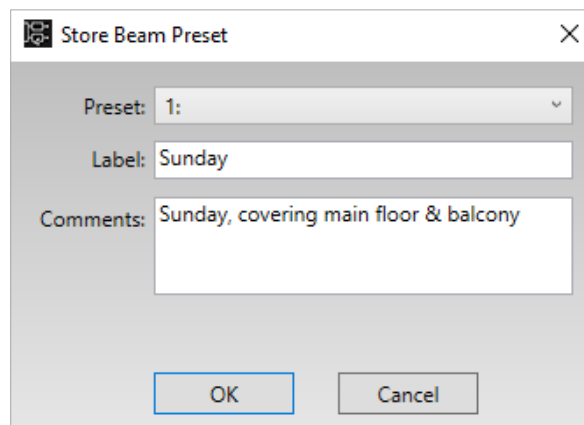 Store Beam Preset
Preset: 1:
Label: Sunday
Comments: Sunday, covering main floor & balcony
OK Cancel